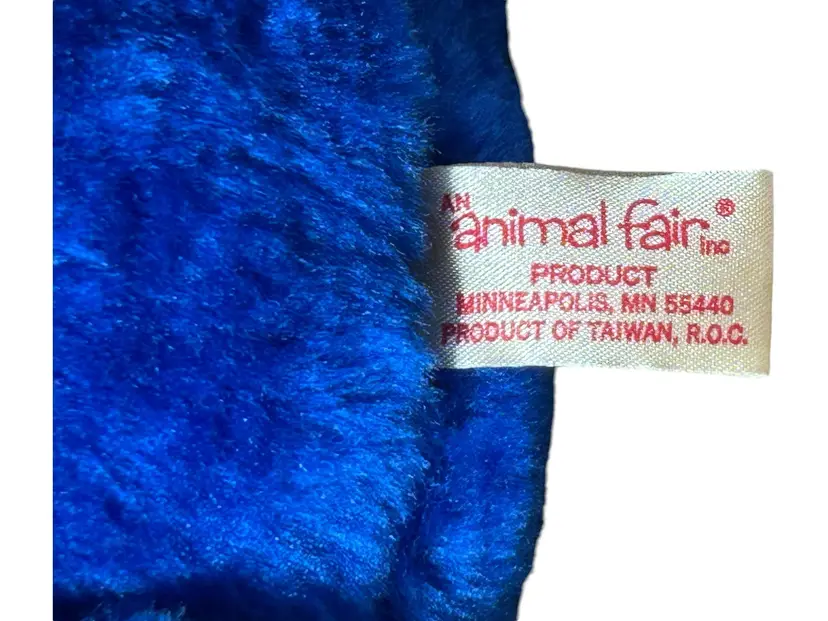 AN
animal fair® inc
PRODUCT
MINNEAPOLIS, MN 55440
PRODUCT OF TAIWAN, R.O.C.